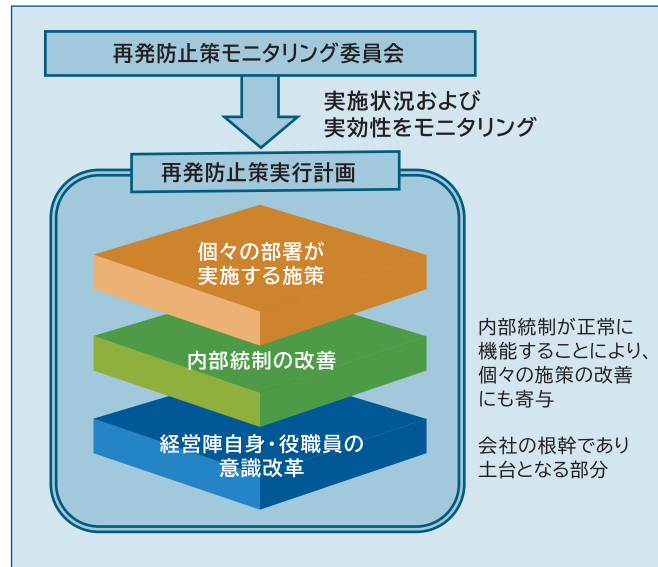 再発防止策モニタリング委員会
実施状況および
実効性をモニタリング
再発防止策実行計画
個々の部署が
実施する施策
内部統制の改善
経営陣自身・役職員の
意識改革
内部統制が正常に
機能することにより、
個々の施策の改善
にも寄与
会社の根幹であり
土台となる部分